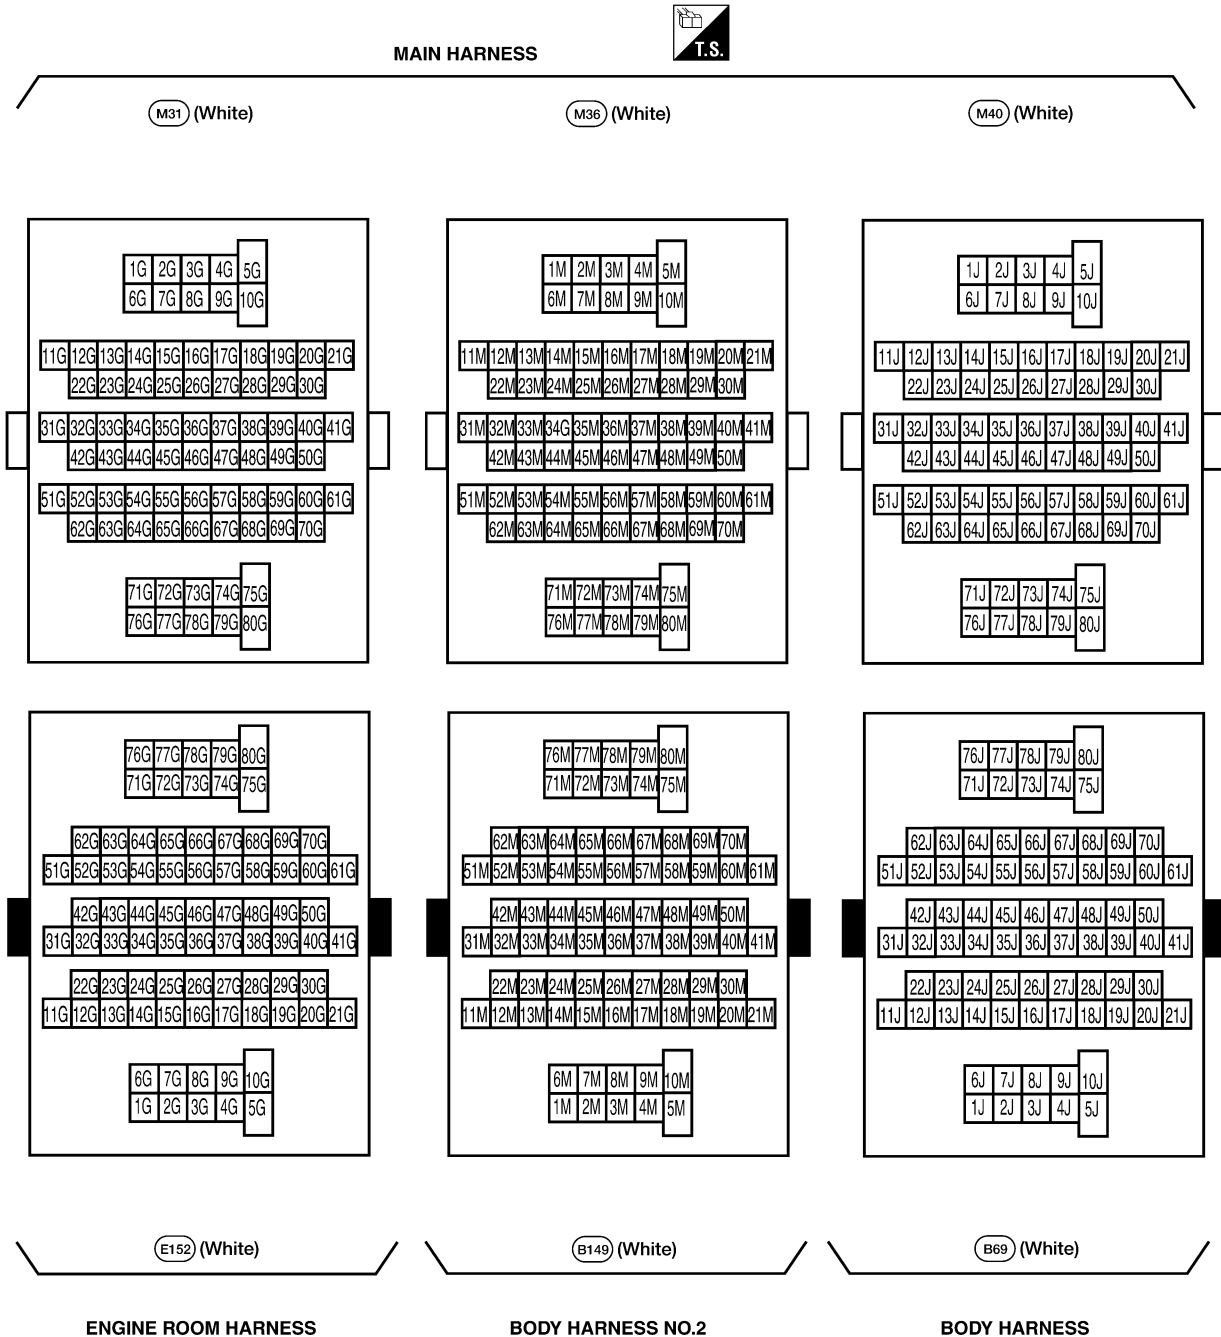 T.S.
MAIN HARNESS
M31 (White) M36 (White) M40 (White)
1G 2G 3G 4G 5G 1M 2M 3M 4M 5M 1J 2J 3J 4J 5J
6G 7G 8G 9G 10G 6M 7M 8M 9M 10M 6J 7J 8J 9J 10J
11G 12G 13G 14G 15G 16G 17G 18G 19G 20G 21G 11M 12M 13M 14M 15M 16M 17M 18M 19M 20M 21M 11J 12J 13J 14J 15J 16J 17J 18J 19J 20J 21J
22G 23G 24G 25G 26G 27G 28G 29G 30G 22M 23M 24M 25M 26M 27M 28M 29M 30M 22J 23J 24J 25J 26J 27J 28J 29J 30J
31G 32G 33G 34G 35G 36G 37G 38G 39G 40G 41G 31M 32M 33M 34G 35M 36M 37M 38M 39M 40M 41M 31J 32J 33J 34J 35J 36J 37J 38J 39J 40J 41J
42G 43G 44G 45G 46G 47G 48G 49G 50G 42M 43M 44M 45M 46M 47M 48M 49M 50M 42J 43J 44J 45J 46J 47J 48J 49J 50J
51G 52G 53G 54G 55G 56G 57G 58G 59G 60G 61G 51M 52M 53M 54M 55M 56M 57M 58M 59M 60M 61M 51J 52J 53J 54J 55J 56J 57J 58J 59J 60J 61J
62G 63G 64G 65G 66G 67G 68G 69G 70G 62M 63M 64M 65M 66M 67M 68M 69M 70M 62J 63J 64J 65J 66J 67J 68J 69J 70J
71G 72G 73G 74G 75G 71M 72M 73M 74M 75M 71J 72J 73J 74J 75J
76G 77G 78G 79G 80G 76M 77M 78M 79M 80M 76J 77J 78J 79J 80J
76G 77G 78G 79G 80G 76M 77M 78M 79M 80M 76J 77J 78J 79J 80J
71G 72G 73G 74G 75G 71M 72M 73M 74M 75M 71J 72J 73J 74J 75J
62G 63G 64G 65G 66G 67G 68G 69G 70G 62M 63M 64M 65M 66M 67M 68M 69M 70M 62J 63J 64J 65J 66J 67J 68J 69J 70J
51G 52G 53G 54G 55G 56G 57G 58G 59G 60G 61G 51M 52M 53M 54M 55M 56M 57M 58M 59M 60M 61M 51J 52J 53J 54J 55J 56J 57J 58J 59J 60J 61J
42G 43G 44G 45G 46G 47G 48G 49G 50G 42M 43M 44M 45M 46M 47M 48M 49M 50M 42J 43J 44J 45J 46J 47J 48J 49J 50J
31G 32G 33G 34G 35G 36G 37G 38G 39G 40G 41G 31M 32M 33M 34M 35M 36M 37M 38M 39M 40M 41M 31J 32J 33J 34J 35J 36J 37J 38J 39J 40J 41J
22G 23G 24G 25G 26G 27G 28G 29G 30G 22M 23M 24M 25M 26M 27M 28M 29M 30M 22J 23J 24J 25J 26J 27J 28J 29J 30J
11G 12G 13G 14G 15G 16G 17G 18G 19G 20G 21G 11M 12M 13M 14M 15M 16M 17M 18M 19M 20M 21M 11J 12J 13J 14J 15J 16J 17J 18J 19J 20J 21J
6G 7G 8G 9G 10G 6M 7M 8M 9M 10M 6J 7J 8J 9J 10J
1G 2G 3G 4G 5G 1M 2M 3M 4M 5M 1J 2J 3J 4J 5J
E152 (White) B149 (White) B69 (White)
ENGINE ROOM HARNESS BODY HARNESS NO.2 BODY HARNESS